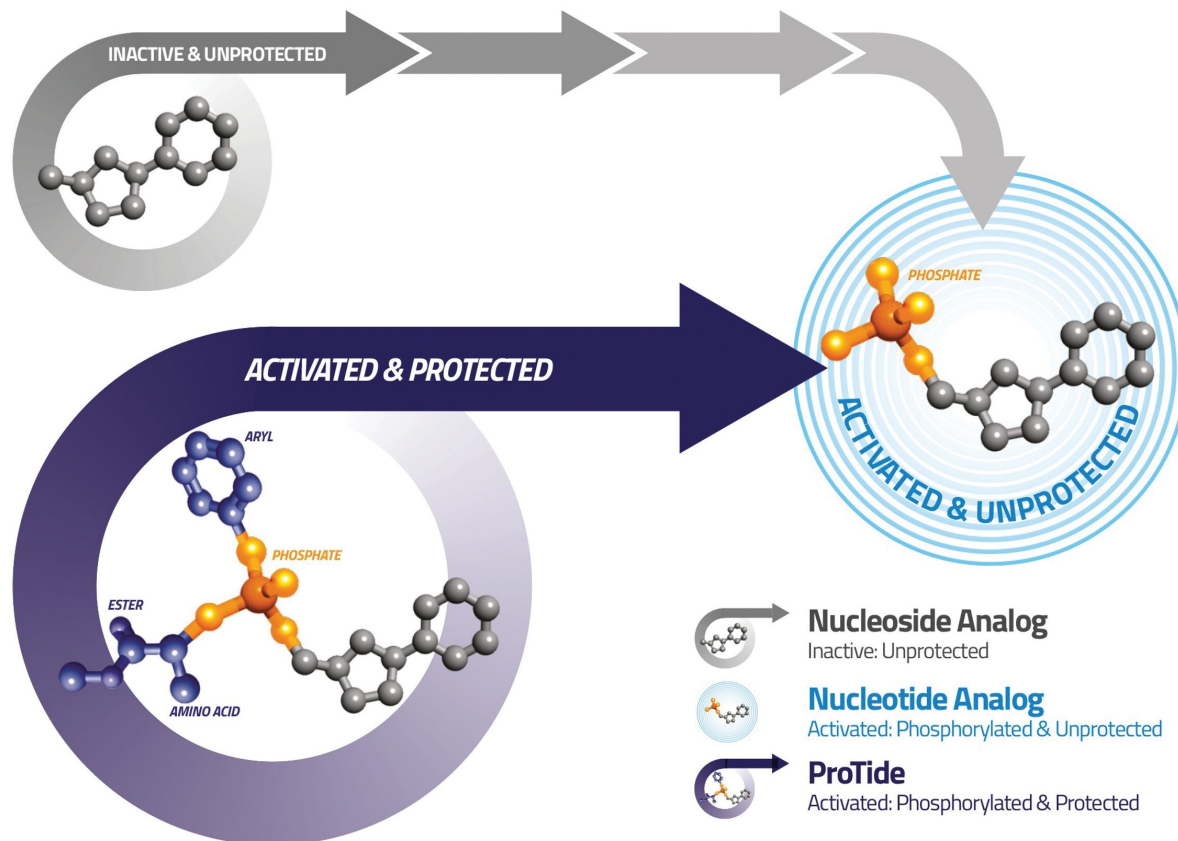 INACTIVE & UNPROTECTED
PHOSPHATE
ACTIVATED & UNPROTECTED
ACTIVATED & PROTECTED
ARYL
PHOSPHATE
ESTER
AMINO ACID
Nucleoside Analog
Inactive: Unprotected
Nucleotide Analog
Activated: Phosphorylated & Unprotected
ProTide
Activated: Phosphorylated & Protected